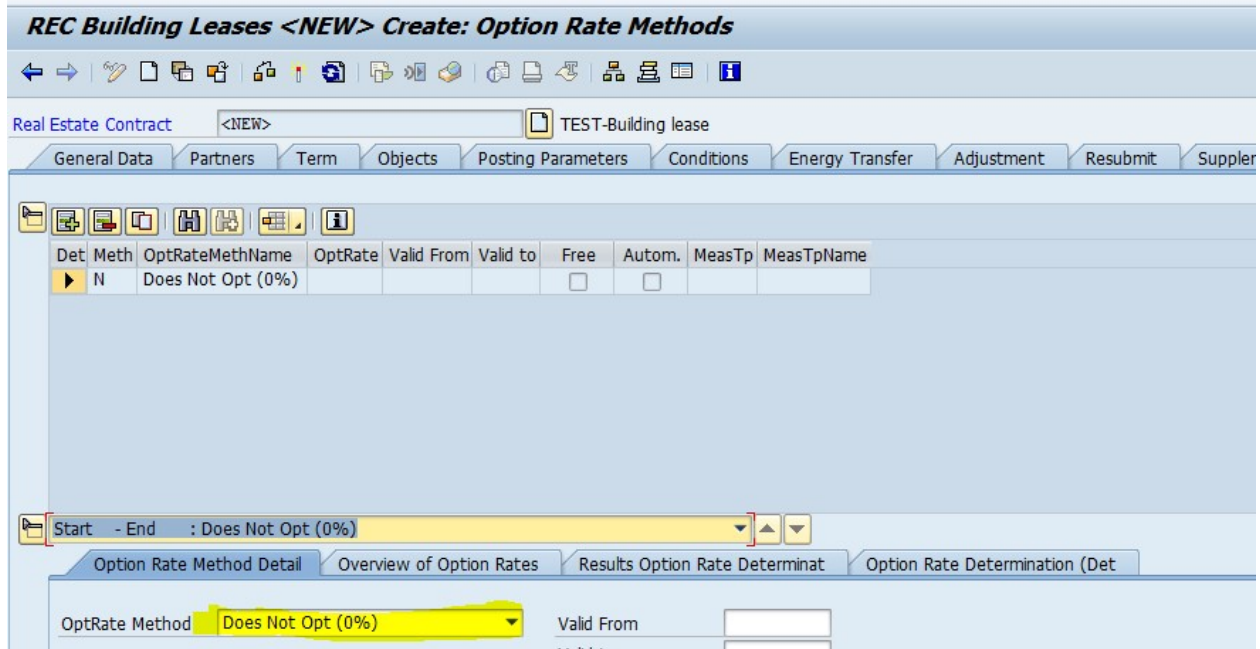 REC Building Leases <NEW> Create: Option Rate Methods
Real Estate Contract <NEW> TEST-Building lease
General Data Partners Term Objects Posting Parameters Conditions Energy Transfer Adjustment Resubmit Suppler
Det Meth OptRateMethName OptRate Valid From Valid to Free Autom. MeasTp MeasTpName
N Does Not Opt (0%)
Start - End : Does Not Opt (0%)
Option Rate Method Detail Overview of Option Rates Results Option Rate Determinat Option Rate Determination (Det
OptRate Method Does Not Opt (0%) Valid From